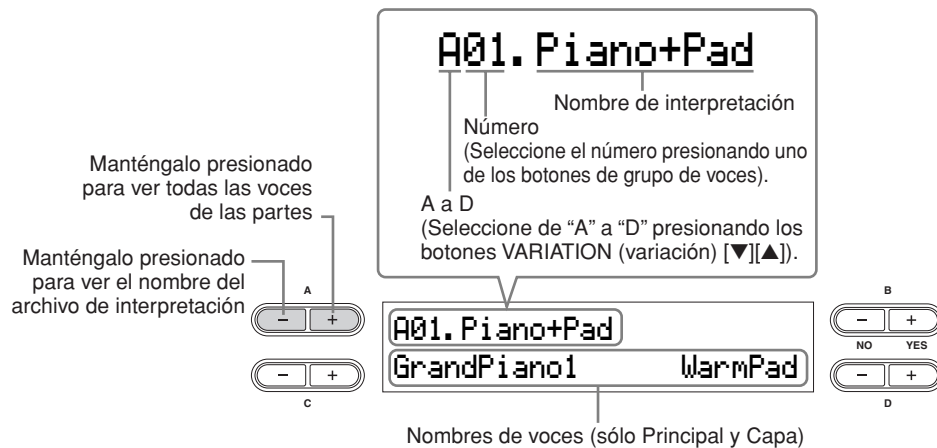 A01.Piano+Pad
Nombre de interpretación
Número
(Seleccione el número presionando uno
de los botones de grupo de voces).
A a D
(Seleccione de “A” a “D” presionando los
botones VARIATION (variación) [▼][▲]).
Manténgalo presionado
para ver todas las voces
de las partes
Manténgalo presionado
para ver el nombre del
archivo de interpretación
A
- +
C
- +
A01.Piano+Pad
GrandPiano1 WarmPad
B
- +
NO YES
- +
D
Nombres de voces (sólo Principal y Capa)